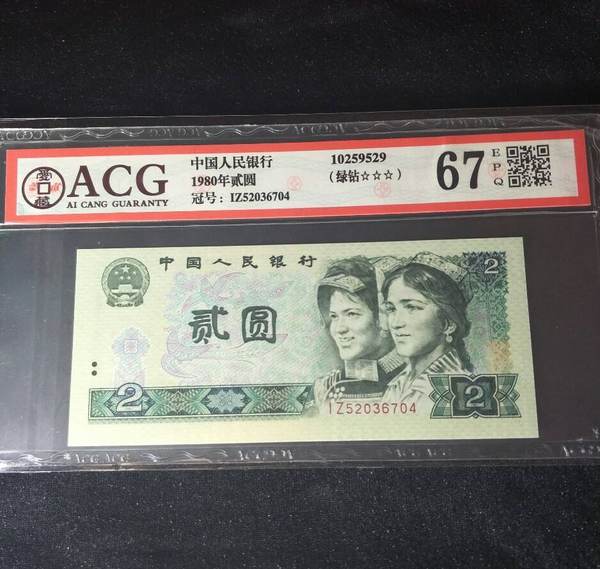 ACG
AI CANG GUARANTY
中国人民银行
1980年贰圆
冠号：IZ52036704
10259529
（绿钻☆☆☆）
67
EPQ
中国人民银行
贰圆
2
2
2
IZ52036704